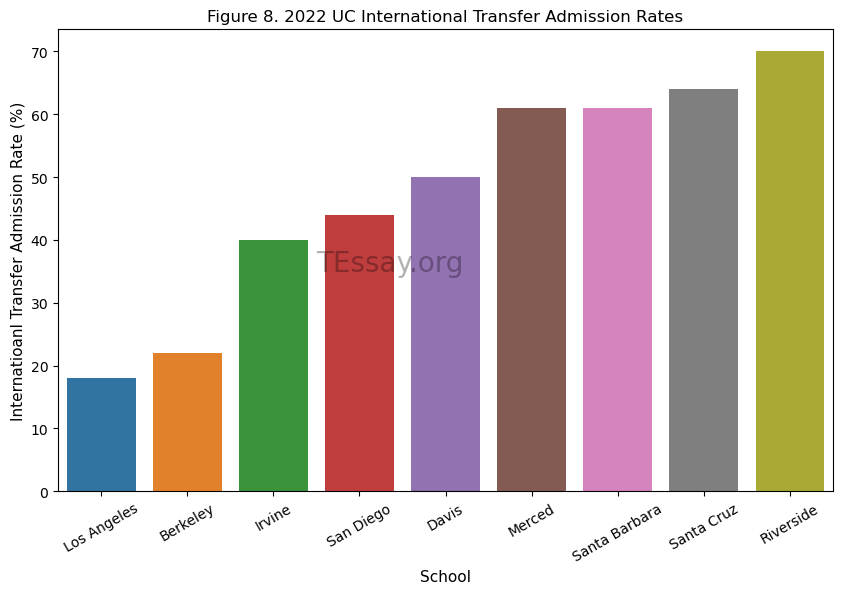 Figure 8. 2022 UC International Transfer Admission Rates
Internatioanl Transfer Admission Rate (%)
70
60
50
40
30
20
10
0
TEssay.org
Los Angeles
Berkeley
Irvine
San Diego
Davis
Merced
Santa Barbara
Santa Cruz
Riverside
School